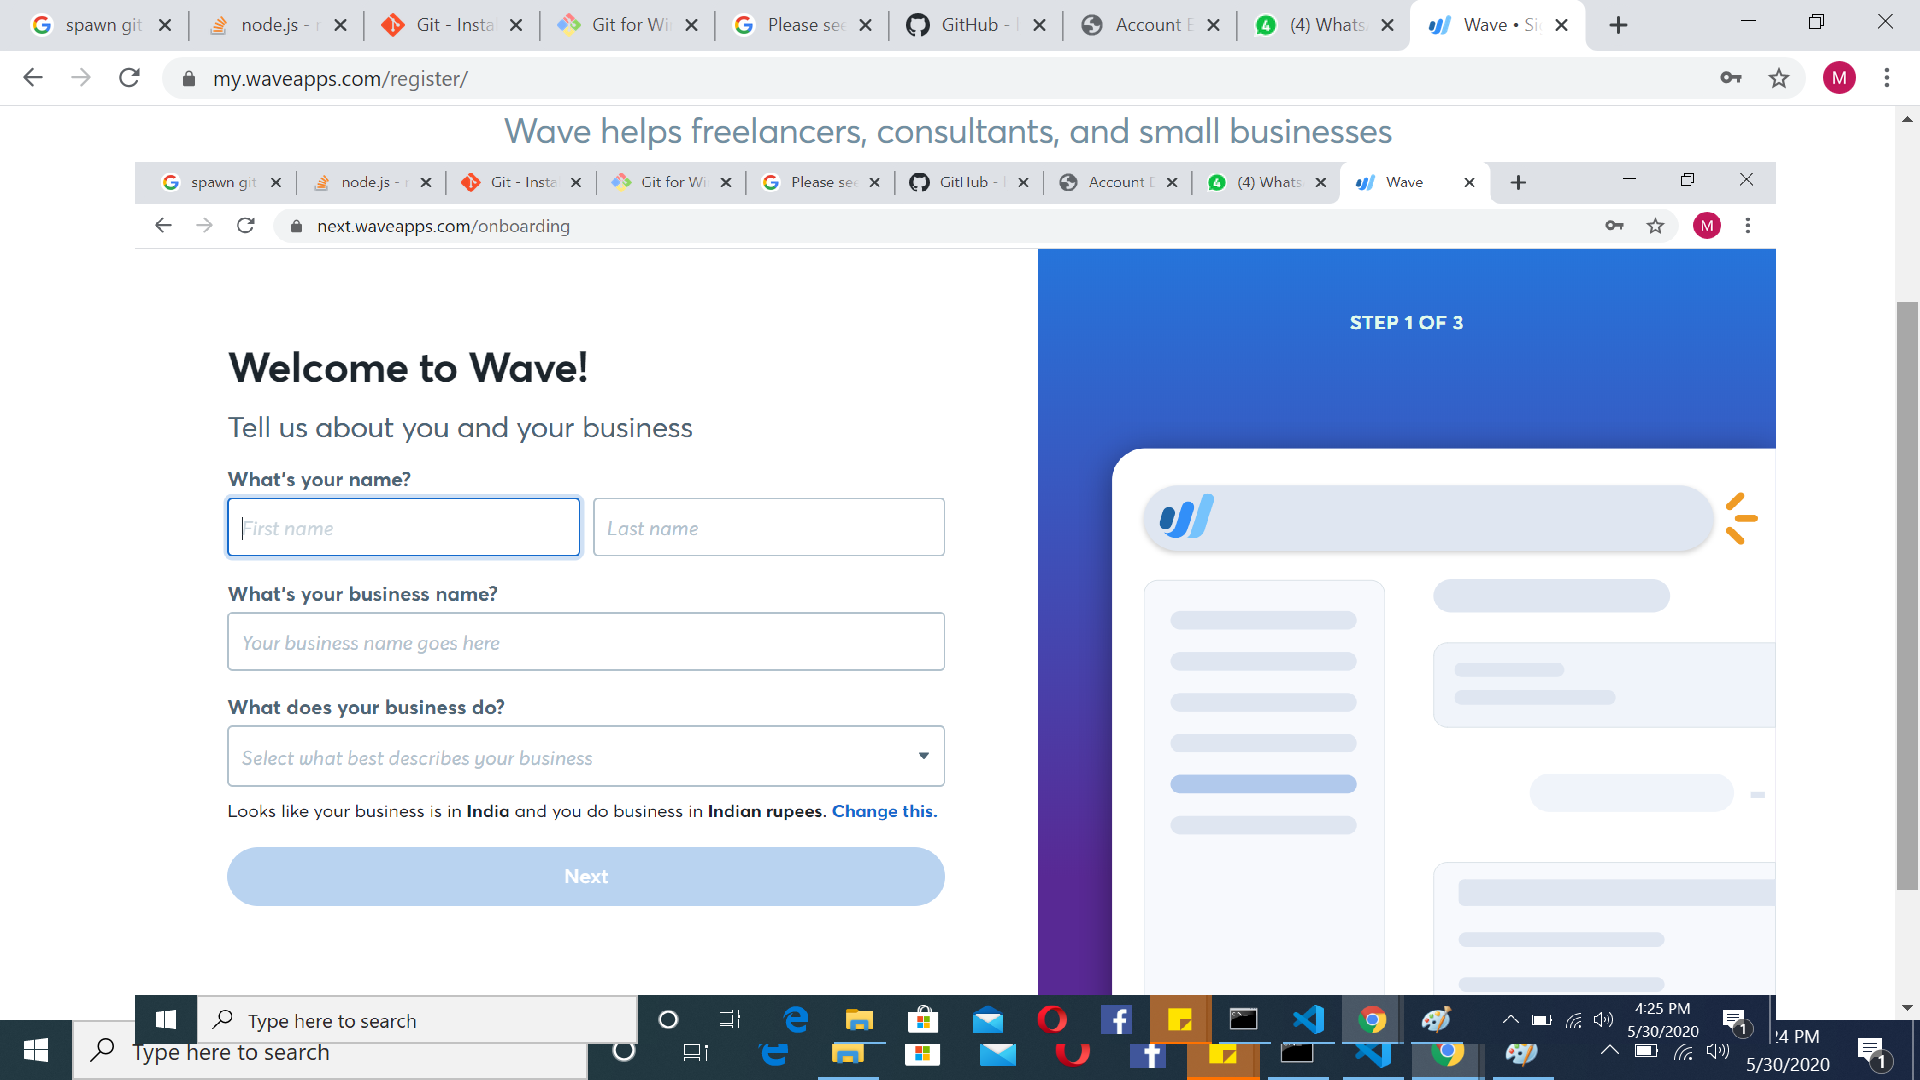 spawn git
node.js -
Git - Insta
Git for Wi
Please see
GitHub -
Account
(4) Whats
Wave • Si
my.waveapps.com/register/
M
Wave helps freelancers, consultants, and small businesses
spawn git
node.js -
Git - Insta
Git for Wi
Please see
GitHub -
Account
(4) Whats
Wave
next.waveapps.com/onboarding
M
STEP 1 OF 3
Welcome to Wave!
Tell us about you and your business
What's your name?
First name
Last name
What's your business name?
Your business name goes here
What does your business do?
Select what best describes your business
Looks like your business is in India and you do business in Indian rupees. Change this.
Next
Type here to search
4:25 PM
5/30/2020
1
Type here to search
:4 PM
5/30/2020
1